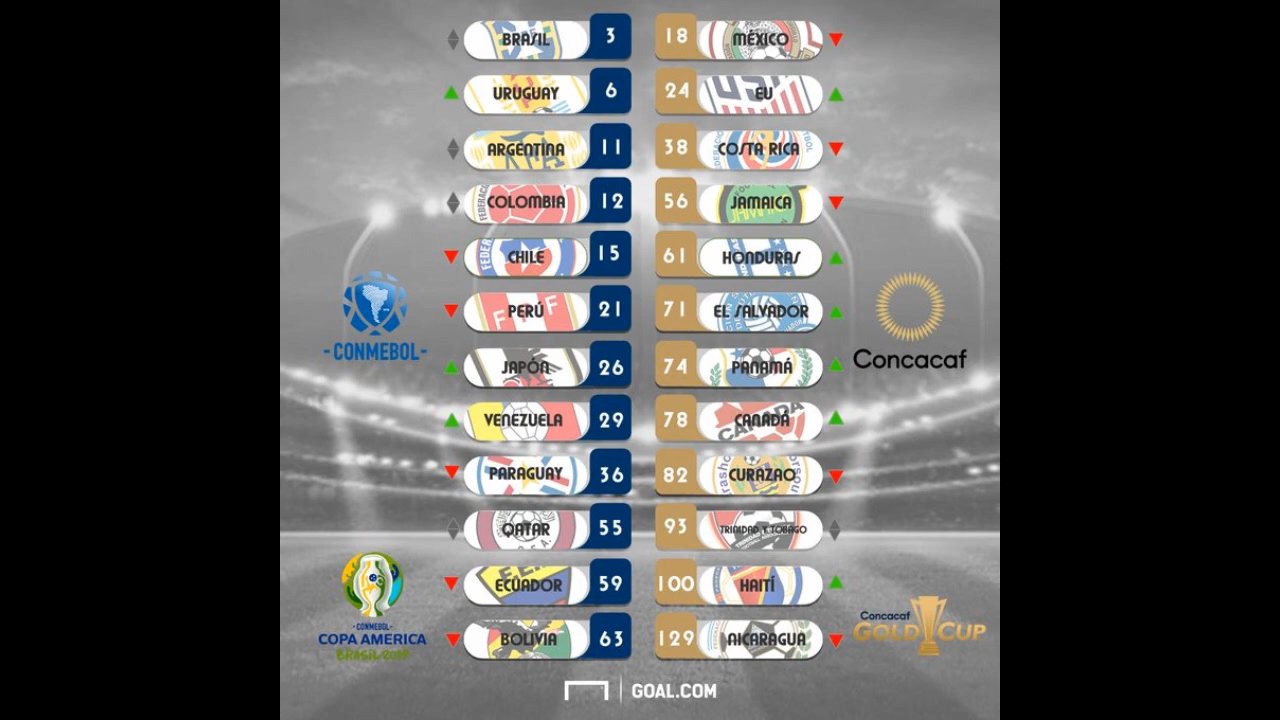 BRASIL 3
URUGUAY 6
ARGENTINA 11
COLOMBIA 12
CHILE 15
PERÚ 21
JAPÓN 26
VENEZUELA 29
PARAGUAY 36
QATAR 55
ECUADOR 59
BOLIVIA 63
18 MÉXICO
24 EU
38 COSTA RICA
56 JAMAICA
61 HONDURAS
71 EL SALVADOR
74 PANAMÁ
78 CANADÁ
82 CURAZAO
93 TRINIDAD Y TOBAGO
100 HAITÍ
129 NICARAGUA
-CONMEBOL-
-CONMEBOL-
COPA AMERICA
BRASIL 2019
Concacaf
Concacaf
GOLD CUP
GOAL.COM